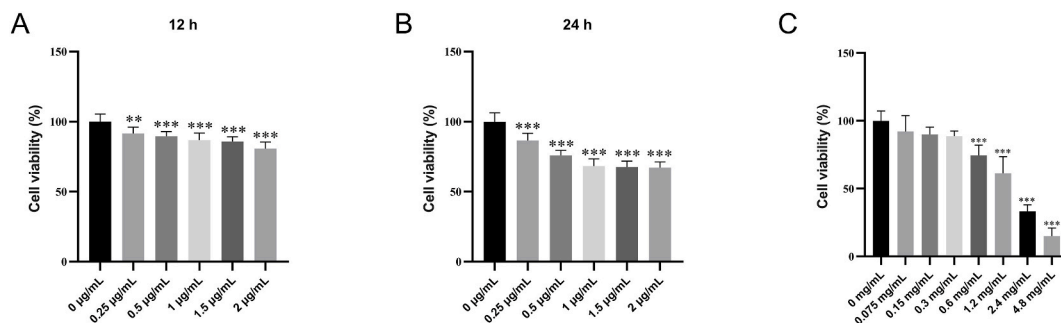 A
12 h
Cell viability (%)
150
100
50
0
** *** *** *** ***
0 μg/mL
0.25 μg/mL
0.5 μg/mL
1 μg/mL
1.5 μg/mL
2 μg/mL
B
24 h
Cell viability (%)
150
100
50
0
*** *** *** *** ***
0 μg/mL
0.25 μg/mL
0.5 μg/mL
1 μg/mL
1.5 μg/mL
2 μg/mL
C
Cell viability (%)
150
100
50
0
*** *** *** ***
0 mg/mL
0.075 mg/mL
0.15 mg/mL
0.3 mg/mL
0.6 mg/mL
1.2 mg/mL
2.4 mg/mL
4.8 mg/mL